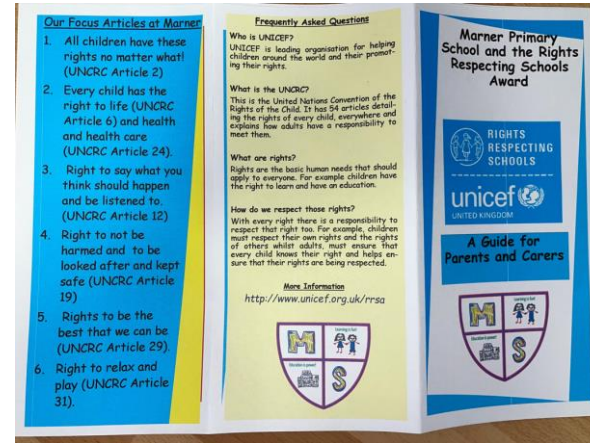 Our Focus Articles at Marner
1. All children have these
rights no matter what!
(UNCRC Article 2)
2. Every child has the
right to life (UNCRC
Article 6) and health
and health care
(UNCRC Article 24).
3. Right to say what you
think should happen
and be listened to.
(UNCRC Article 12)
4. Right to not be
harmed and to be
looked after and kept
safe (UNCRC Article
19)
5. Rights to be the
best that we can be
(UNCRC Article 29).
6. Right to relax and
play (UNCRC Article
31).
Frequently Asked Questions
Who is UNICEF?
UNICEF is leading organisation for helping
children around the world and their promot-
ing their rights.
What is the UNCRC?
This is the United Nations Convention of the
Rights of the Child. It has 54 articles detail-
ing the rights of every child, everywhere and
explains how adults have a responsibility to
meet them.
What are rights?
Rights are the basic human needs that should
apply to everyone. For example children have
the right to learn and have an education.
How do we respect those rights?
With every right there is a responsibility to
respect that right too. For example, children
must respect their own rights and the rights
of others whilst adults, must ensure that
every child knows their right and helps en-
sure that their rights are being respected.
More Information
http://www.unicef.org.uk/rrsa
Learning is fun!
M
Education is power!
S
Marner Primary
School and the Rights
Respecting Schools
Award
RIGHTS
RESPECTING
SCHOOLS
unicef
UNITED KINGDOM
A Guide for
Parents and Carers
Learning is fun!
M
Education is power!
S